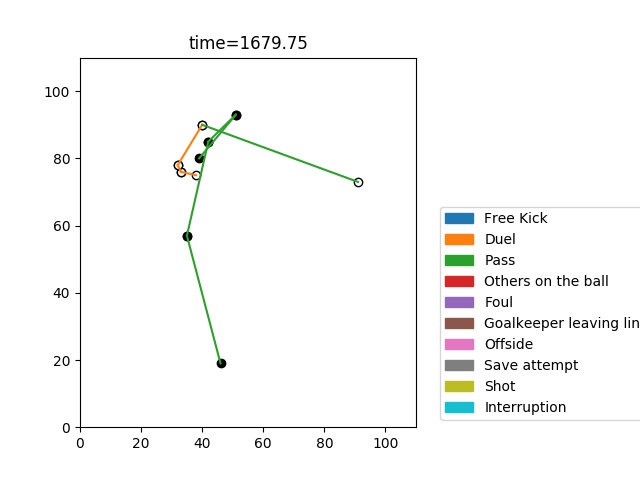 time=1679.75
100
80
60
40
20
0
0 20 40 60 80 100
Free Kick
Duel
Pass
Others on the ball
Foul
Goalkeeper leaving lin
Offside
Save attempt
Shot
Interruption